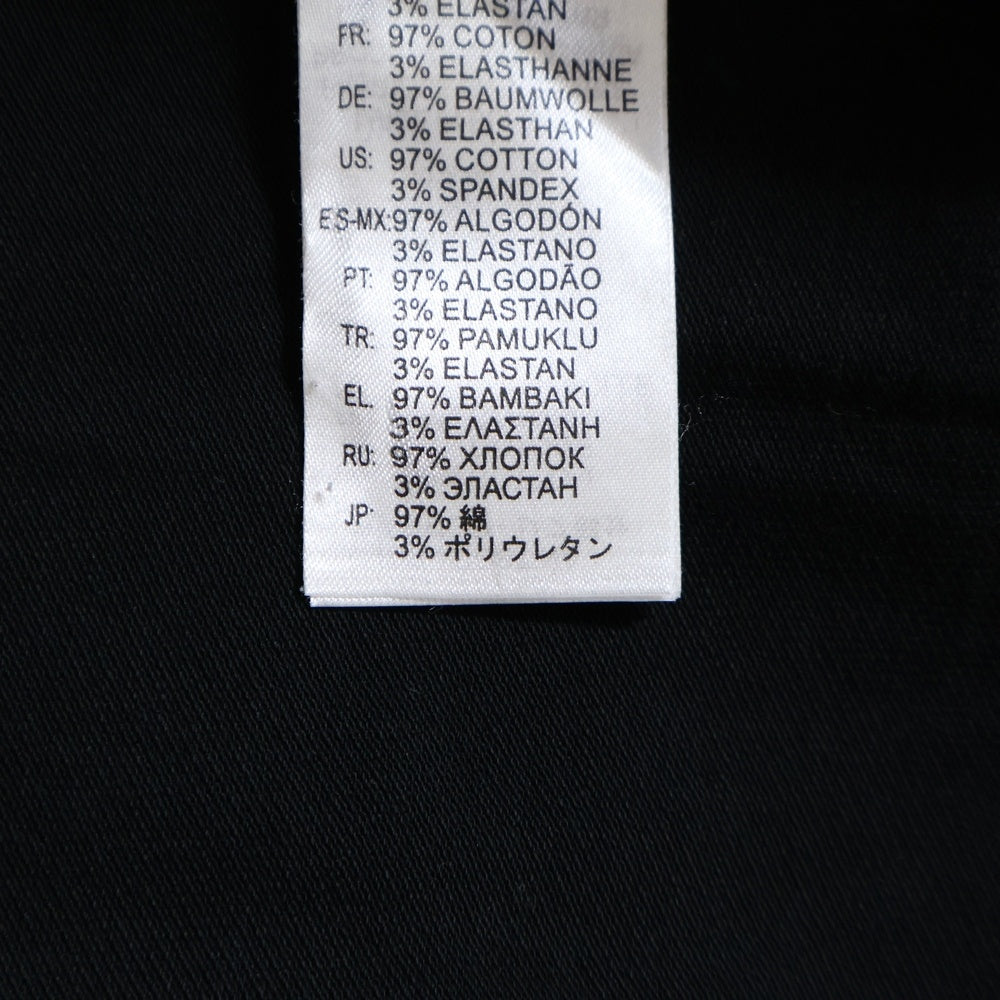 3% ELASTAN
FR: 97% COTON
3% ELASTHANNE
DE: 97% BAUMWOLLE
3% ELASTHAN
US: 97% COTTON
3% SPANDEX
ES-MX: 97% ALGODÓN
3% ELASTANO
PT: 97% ALGODÃO
3% ELASTANO
TR: 97% PAMUKLU
3% ELASTAN
EL. 97% ΒΑΜΒΑΚΙ
3% ΕΛΑΣΤΑΝΗ
RU: 97% ХЛОПОК
3% ЭЛАСТАН
JP 97% 綿
3% ポリウレタン